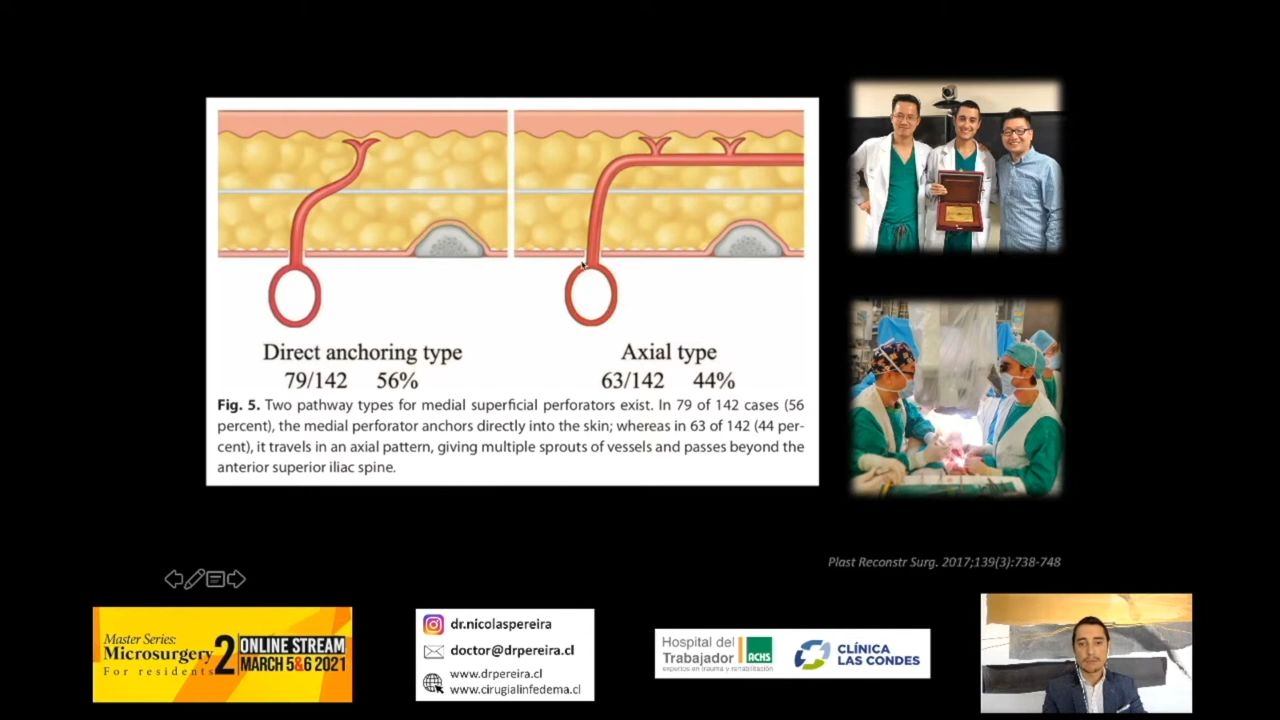 Direct anchoring type
79/142 56%
Axial type
63/142 44%
Fig. 5. Two pathway types for medial superficial perforators exist. In 79 of 142 cases (56
percent), the medial perforator anchors directly into the skin; whereas in 63 of 142 (44 per-
cent), it travels in an axial pattern, giving multiple sprouts of vessels and passes beyond the
anterior superior iliac spine.
Plast Reconstr Surg. 2017;139(3):738-748
Master Series:
Microsurgery 2
For residents
ONLINE STREAM
MARCH 5&6 2021
dr.nicolaspereira
doctor@drpereira.cl
www.drpereira.cl
www.cirugialinfedema.cl
Hospital del
Trabajador
ACHS
expertos en trauma y rehabilitación
CLÍNICA
LAS CONDES